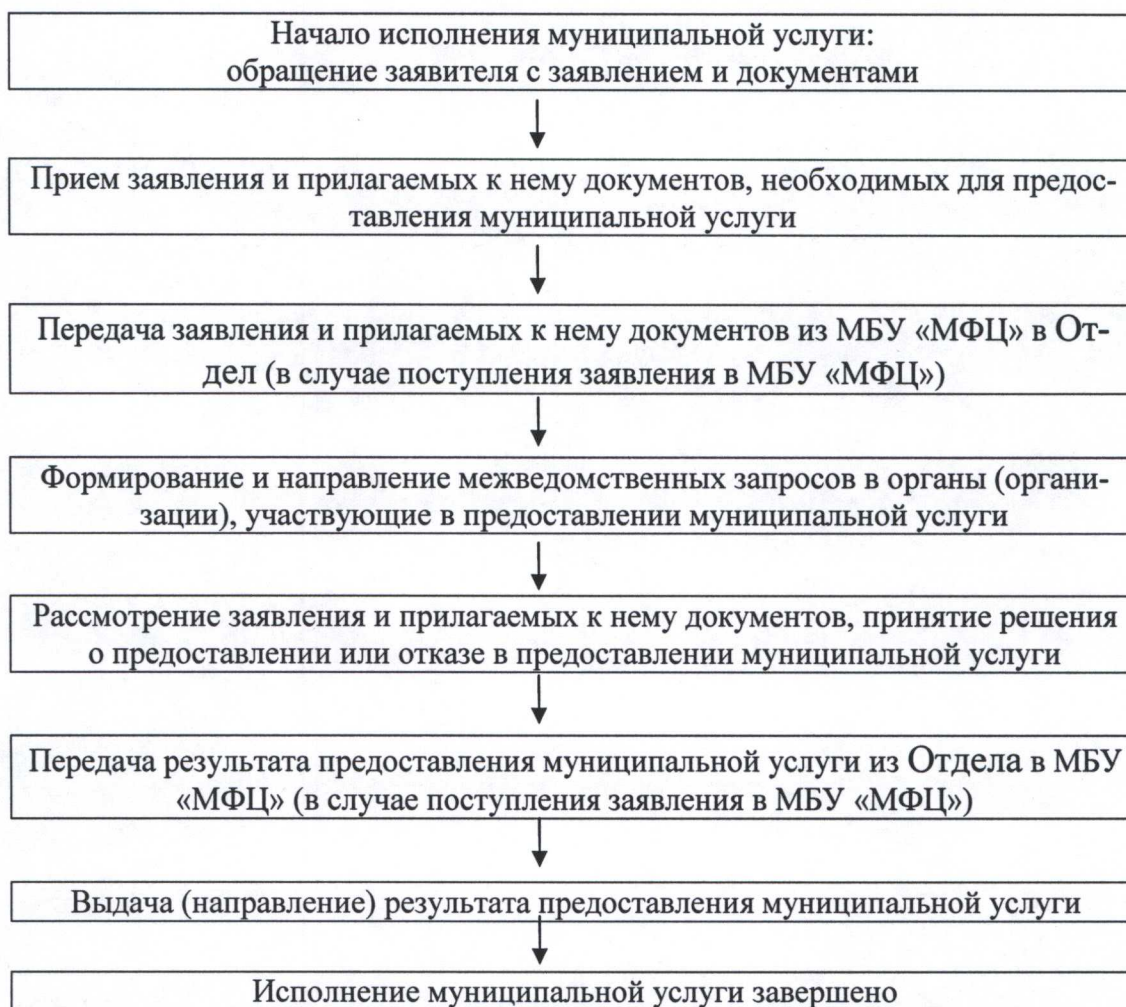 Начало исполнения муниципальной услуги:
обращение заявителя с заявлением и документами
Прием заявления и прилагаемых к нему документов, необходимых для предос-
тавления муниципальной услуги
Передача заявления и прилагаемых к нему документов из МБУ «МФЦ» в От-
дел (в случае поступления заявления в МБУ «МФЦ»)
Формирование и направление межведомственных запросов в органы (органи-
зации), участвующие в предоставлении муниципальной услуги
Рассмотрение заявления и прилагаемых к нему документов, принятие решения
о предоставлении или отказе в предоставлении муниципальной услуги
Передача результата предоставления муниципальной услуги из Отдела в МБУ
«МФЦ» (в случае поступления заявления в МБУ «МФЦ»)
Выдача (направление) результата предоставления муниципальной услуги
Исполнение муниципальной услуги завершено